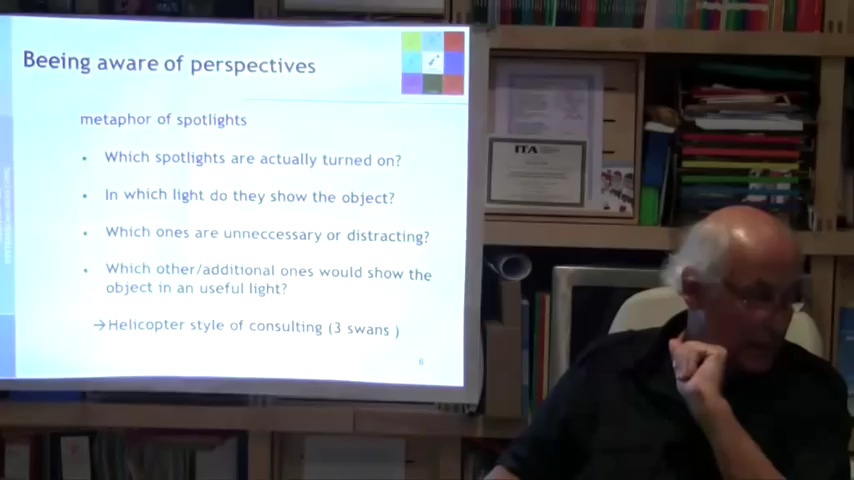 Beeing aware of perspectives
metaphor of spotlights
• Which spotlights are actually turned on?
• In which light do they show the object?
• Which ones are unneccessary or distracting?
• Which other/additional ones would show the
object in an useful light?
→Helicopter style of consulting (3 swans )
6
ITA